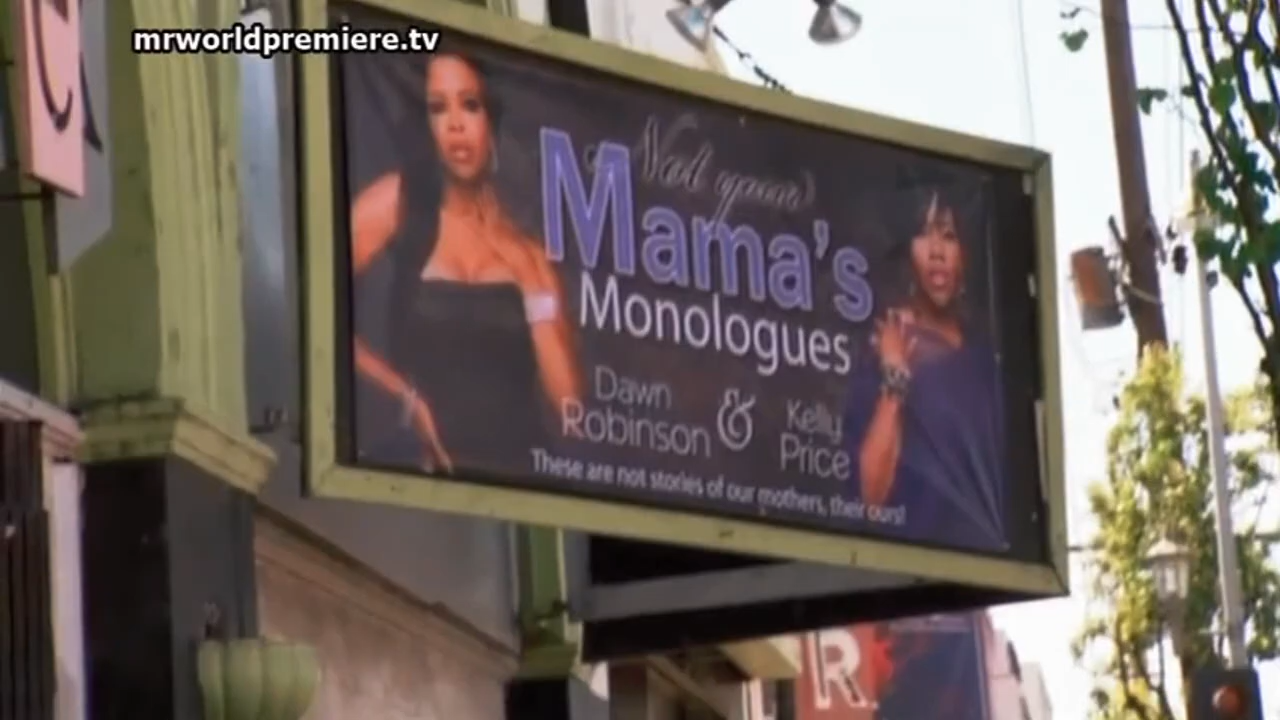 mrworldpremiere.tv
Not your
Mama's
Monologues
Dawn
Robinson
&
Kelly
Price
These are not stories of our mothers, their ours!
R